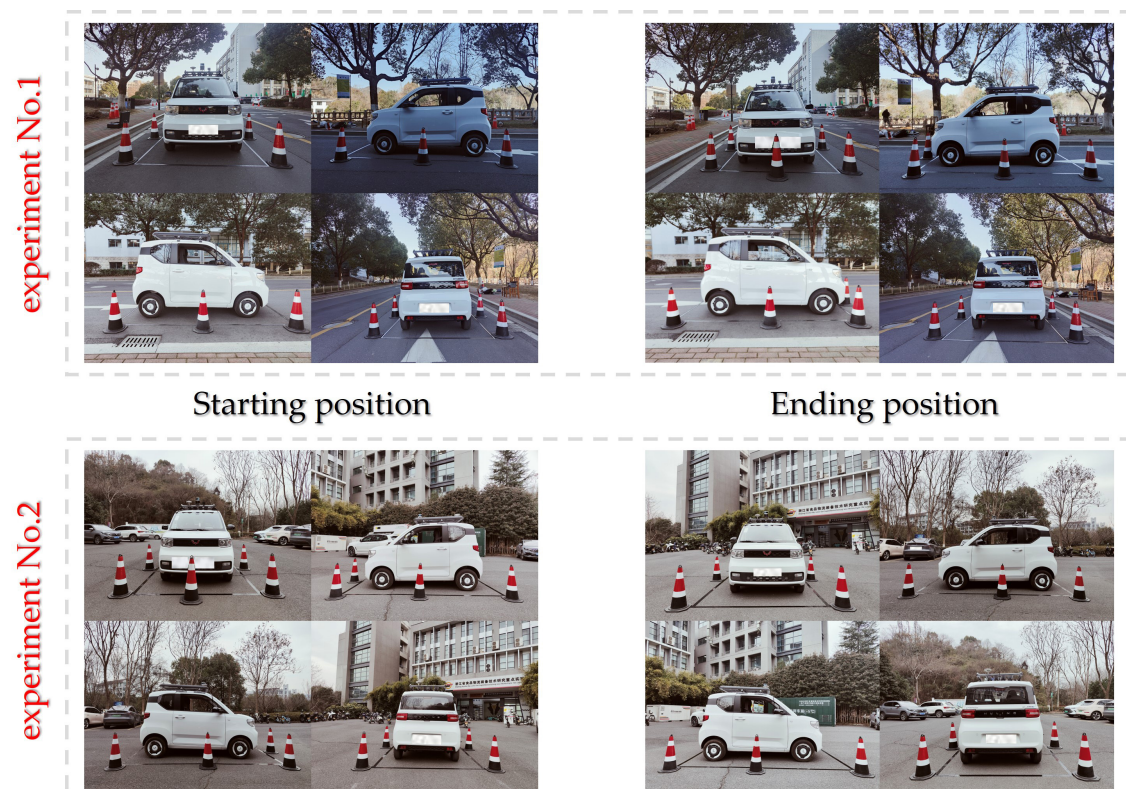 experiment No.1
Starting position
Ending position
experiment No.2